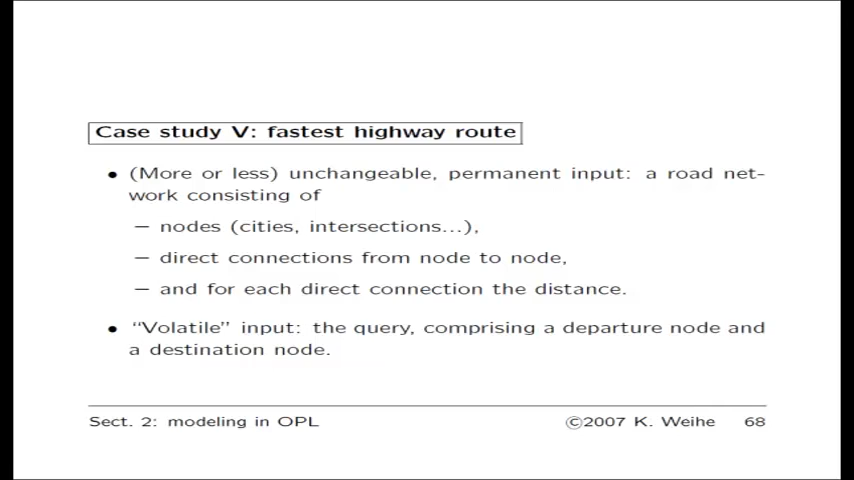 Case study V: fastest highway route
• (More or less) unchangeable, permanent input: a road net-
work consisting of
– nodes (cities, intersections...),
– direct connections from node to node,
– and for each direct connection the distance.
• “Volatile” input: the query, comprising a departure node and
a destination node.
Sect. 2: modeling in OPL ©2007 K. Weihe 68